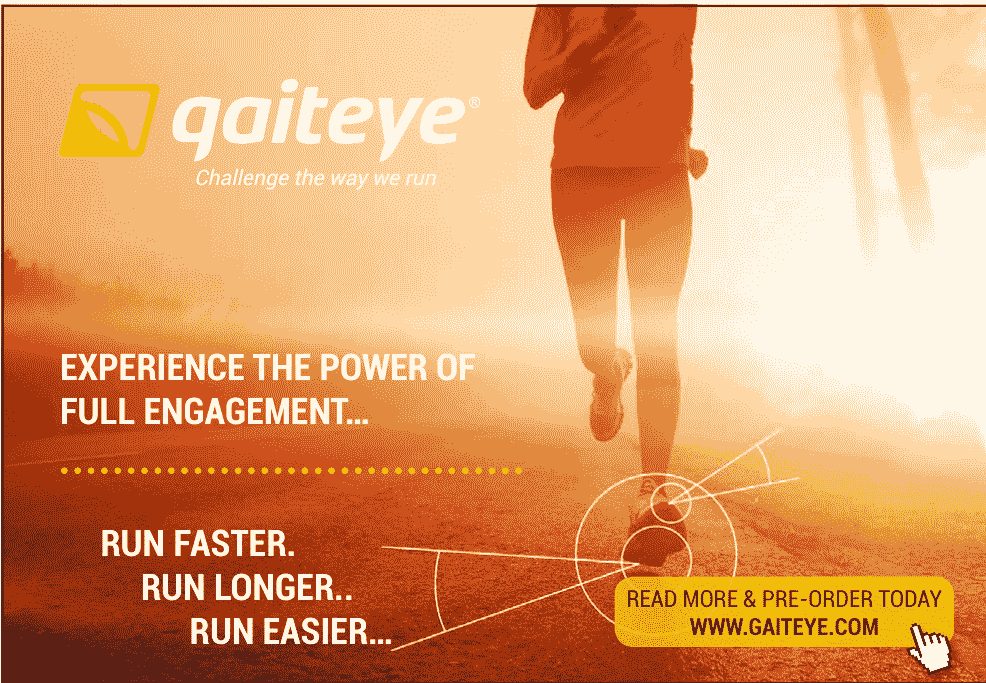 gaiteye®
Challenge the way we run
EXPERIENCE THE POWER OF
FULL ENGAGEMENT...
RUN FASTER.
RUN LONGER..
RUN EASIER...
READ MORE & PRE-ORDER TODAY
WWW.GAITEYE.COM